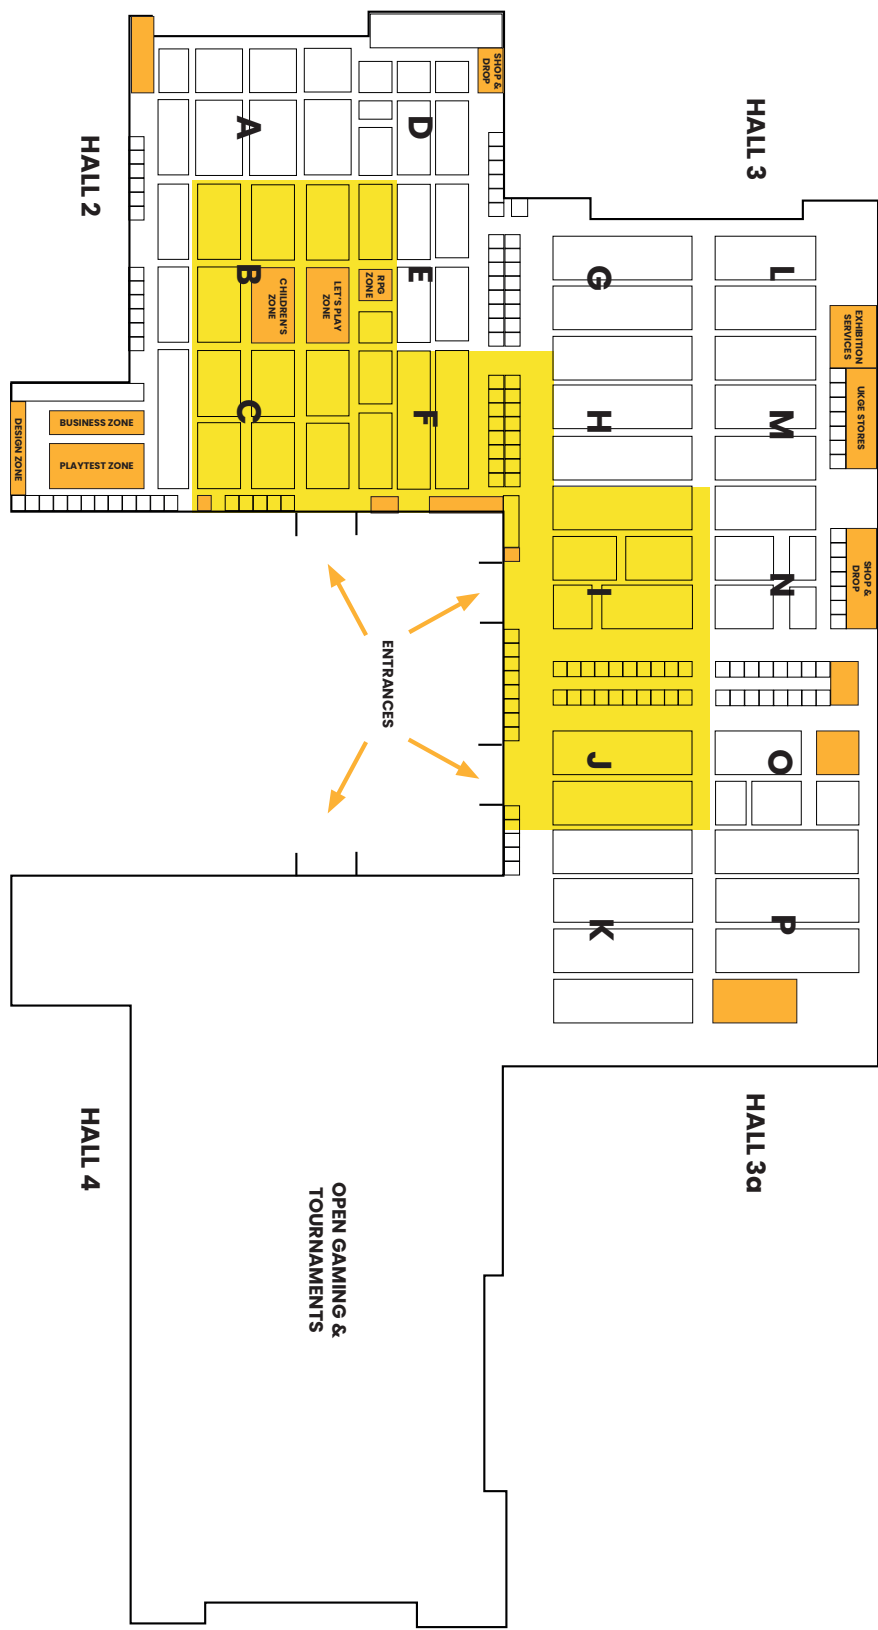 HALL 2
HALL 3
A
D
SHOP &
DROP
B
CHILDREN'S
ZONE
LET'S PLAY
ZONE
RPG
ZONE
E
G
L
EXHIBITION
SERVICES
UKGE STORES
C
F
H
M
BUSINESS ZONE
PLAYTEST ZONE
DESIGN ZONE
I
N
SHOP &
DROP
ENTRANCES
J
O
K
P
HALL 4
HALL 3a
OPEN GAMING &
TOURNAMENTS